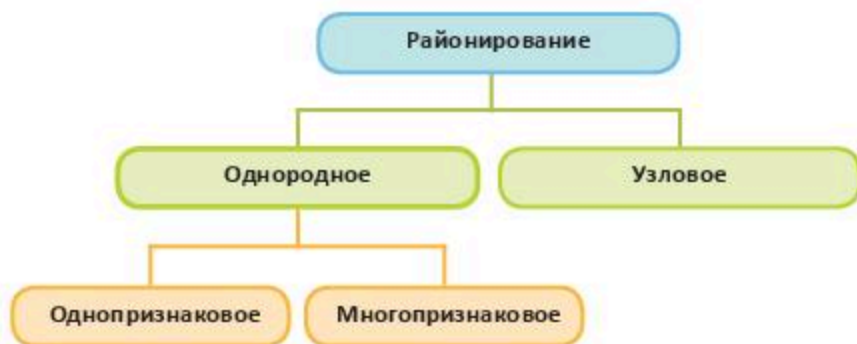 Районирование
Однородное
Узловое
Однопризнаковое
Многопризнаковое